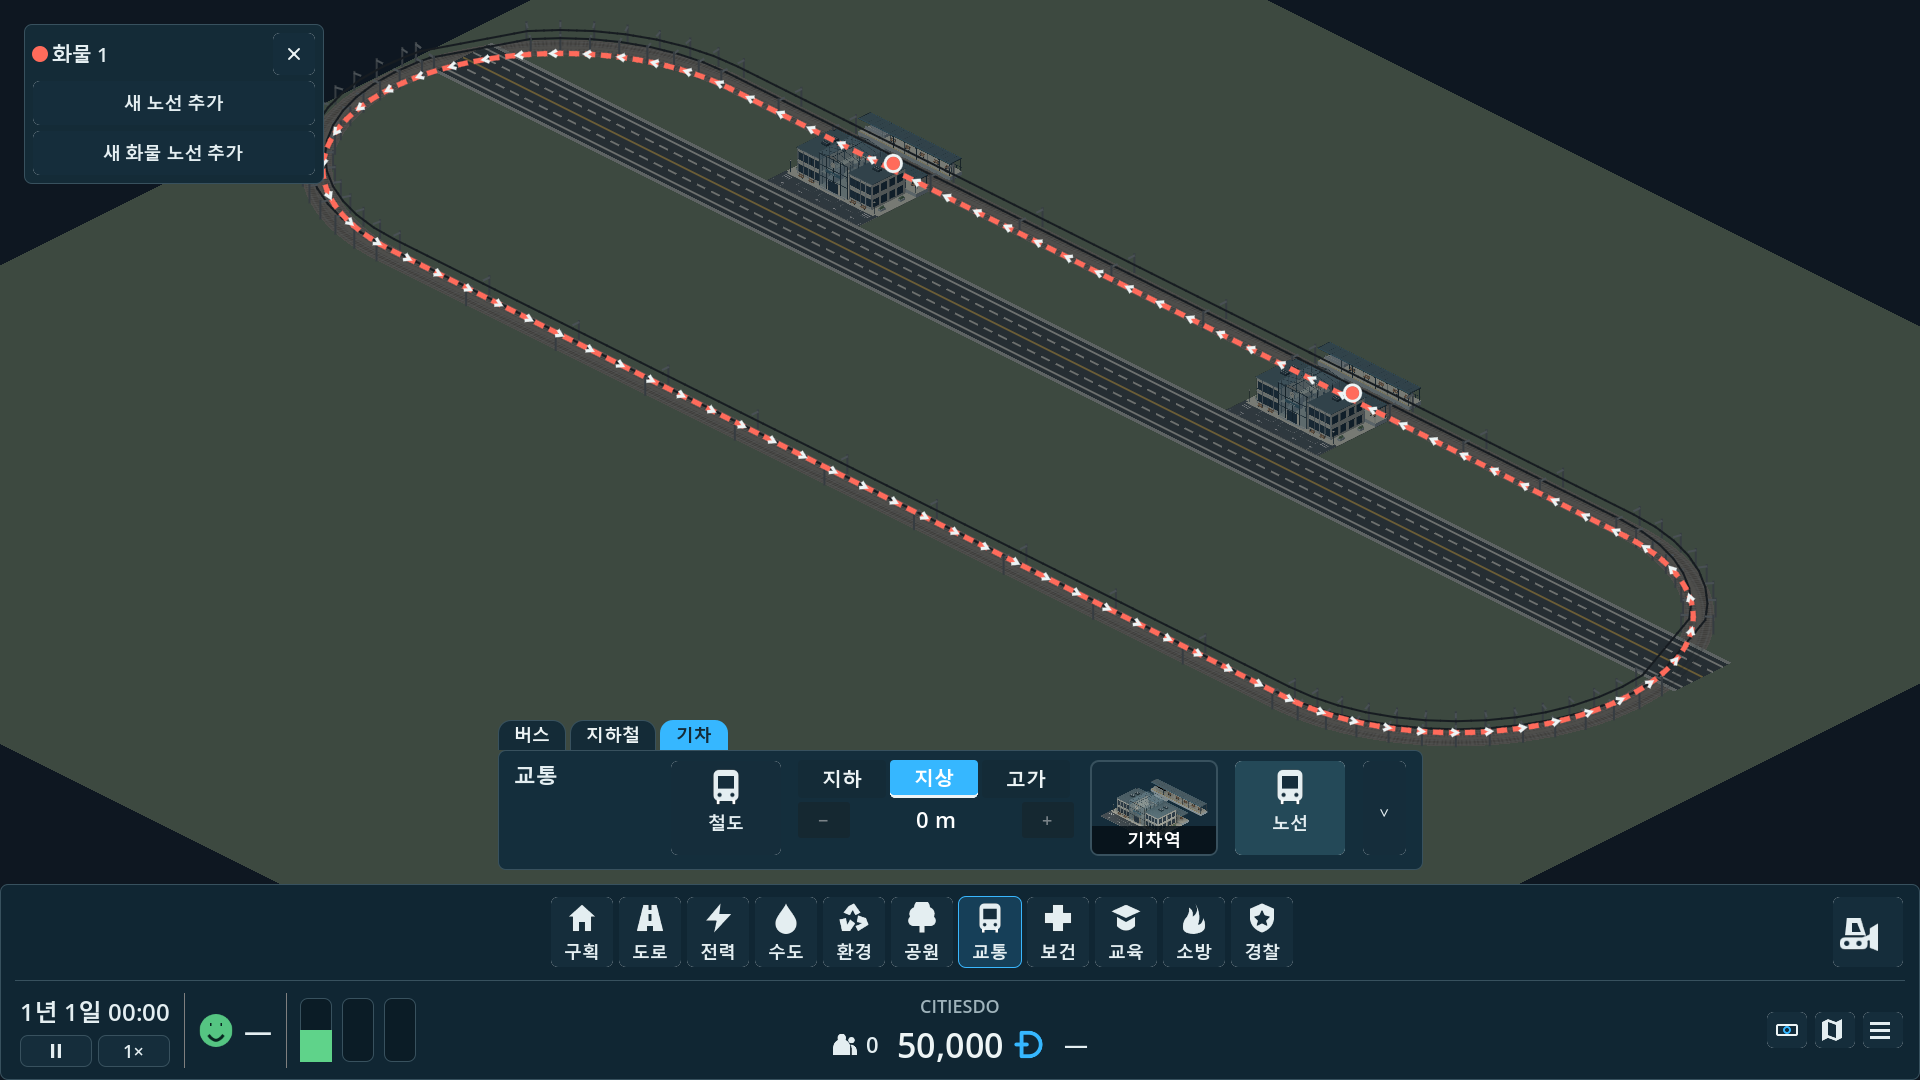 화물 1
새 노선 추가
새 화물 노선 추가
버스
지하철
기차
교통
철도
지하
지상
고가
−
0 m
+
기차역
노선
구획
도로
전력
수도
환경
공원
교통
보건
교육
소방
경찰
1년 1일 00:00
1×
—
CITIESDO
0
50,000
—